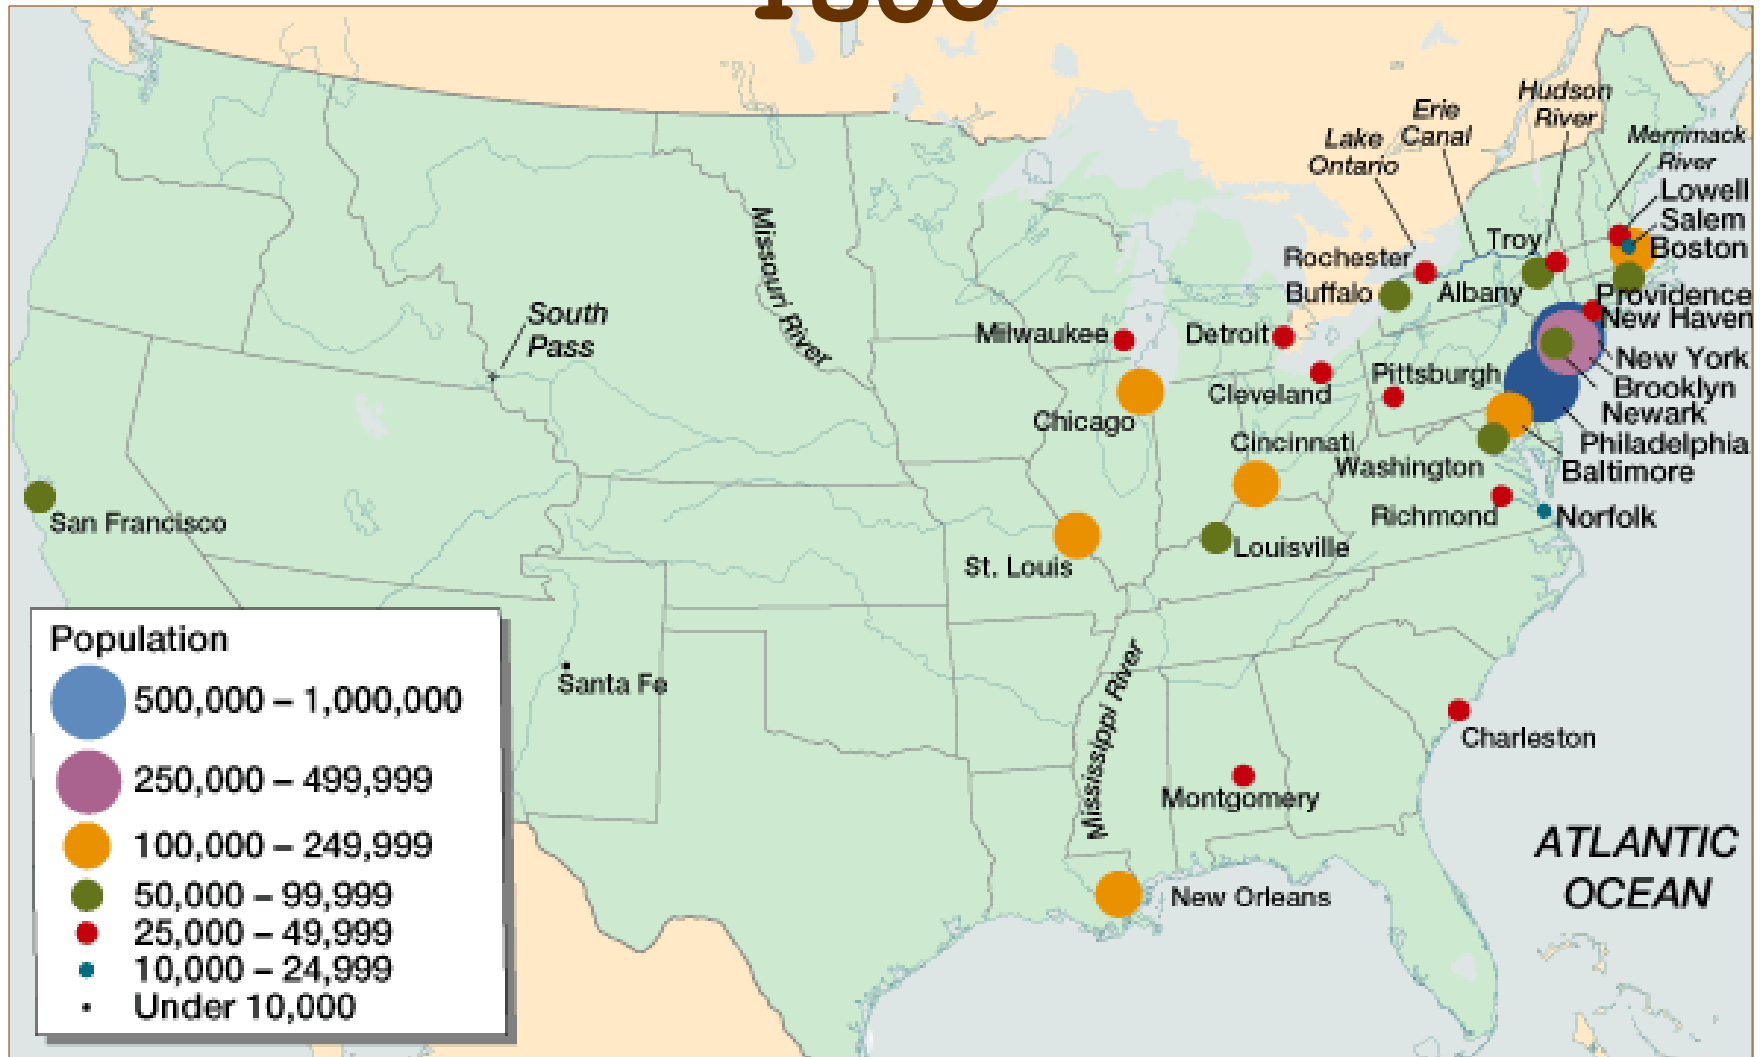 1860
Hudson
River
Erie
Canal
Lake
Ontario
Merrimack
River
Lowell
Salem
Boston
Troy
Rochester
Buffalo
Albany
Providence
New Haven
Milwaukee
Detroit
New York
Pittsburgh
Brooklyn
Cleveland
Newark
Chicago
Philadelphia
Cincinnati
Washington
Baltimore
Richmond
Norfolk
Louisville
St. Louis
Missouri River
South
Pass
San Francisco
Santa Fe
Mississippi River
Charleston
Montgomery
New Orleans
ATLANTIC
OCEAN
Population
500,000 – 1,000,000
250,000 – 499,999
100,000 – 249,999
50,000 – 99,999
25,000 – 49,999
10,000 – 24,999
Under 10,000